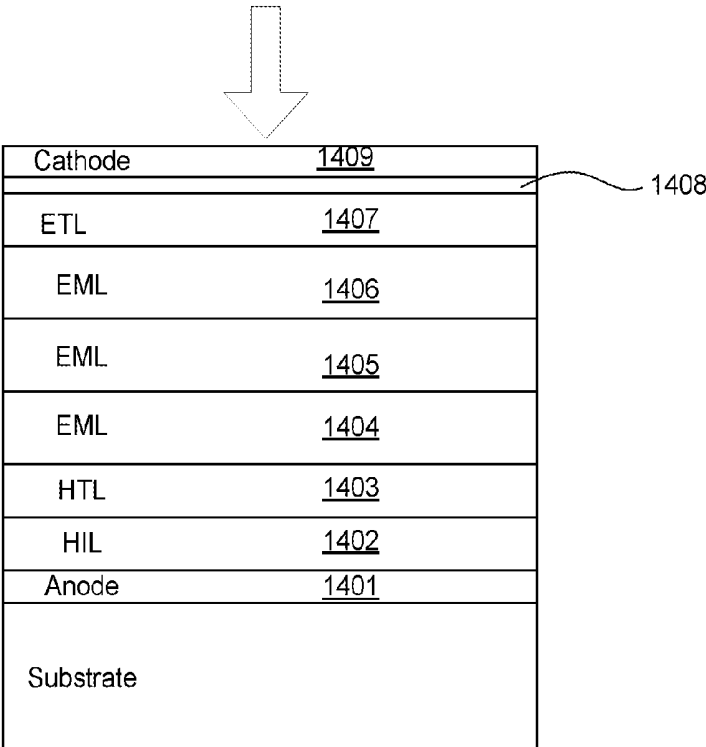 Cathode 1409
1408
ETL 1407
EML 1406
EML 1405
EML 1404
HTL 1403
HIL 1402
Anode 1401
Substrate